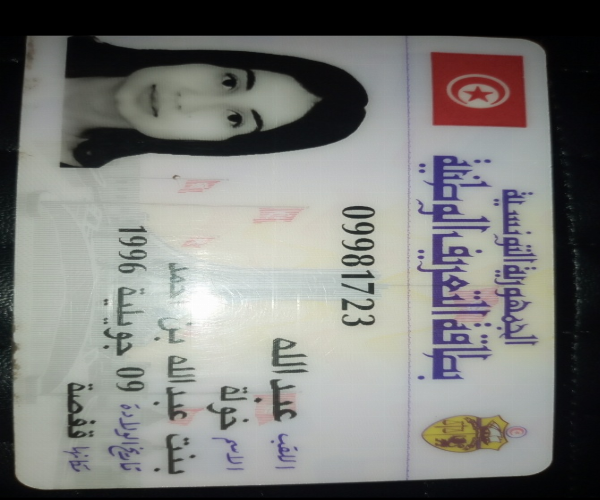 الجمهورية التونسية
بطاقة التعريف الوطنية
09981723
اللقب عبد الله
الاسم خولة
بنت عبد الله بن احمد
تاريخ الولادة 09 جويلية 1996
مكانها قفصة